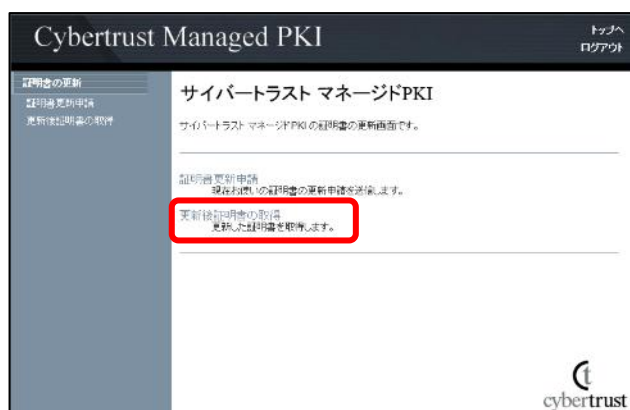 Cybertrust Managed PKI
トップへ
ログアウト
証明書の更新
証明書更新申請
更新後証明書の取得
サイバートラスト マネージドPKI
サイバートラスト マネージドPKIの証明書の更新画面です。
証明書更新申請
現在お使いの証明書の更新申請を送信します。
更新後証明書の取得
更新した証明書を取得します。
cybertrust